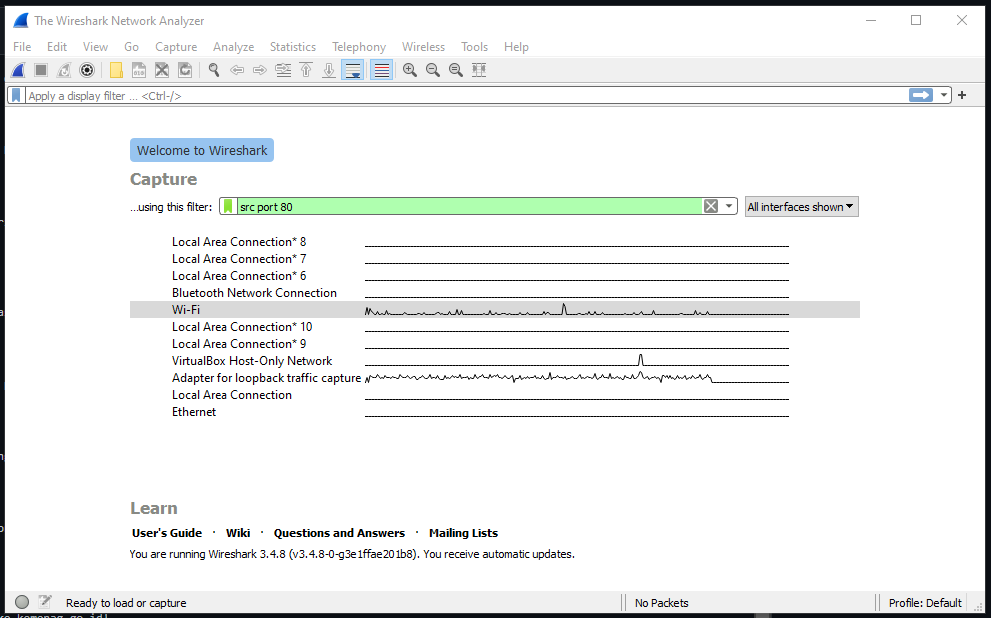 The Wireshark Network Analyzer
File Edit View Go Capture Analyze Statistics Telephony Wireless Tools Help
Apply a display filter ... <Ctrl-/>
Welcome to Wireshark
Capture
...using this filter: src port 80 All interfaces shown
Local Area Connection* 8
Local Area Connection* 7
Local Area Connection* 6
Bluetooth Network Connection
Wi-Fi
Local Area Connection* 10
Local Area Connection* 9
VirtualBox Host-Only Network
Adapter for loopback traffic capture
Local Area Connection
Ethernet
Learn
User's Guide · Wiki · Questions and Answers · Mailing Lists
You are running Wireshark 3.4.8 (v3.4.8-0-g3e1ffae201b8). You receive automatic updates.
Ready to load or capture No Packets Profile: Default